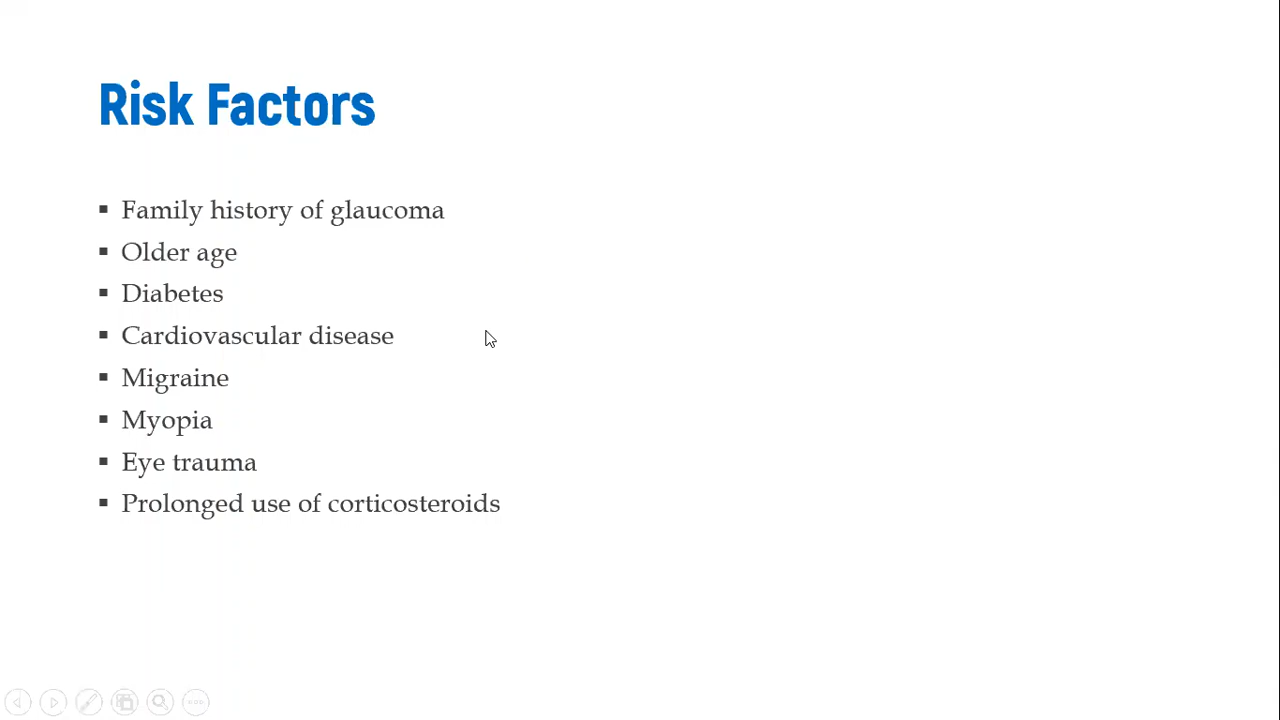 Risk Factors
Family history of glaucoma
Older age
Diabetes
Cardiovascular disease
Migraine
Myopia
Eye trauma
Prolonged use of corticosteroids